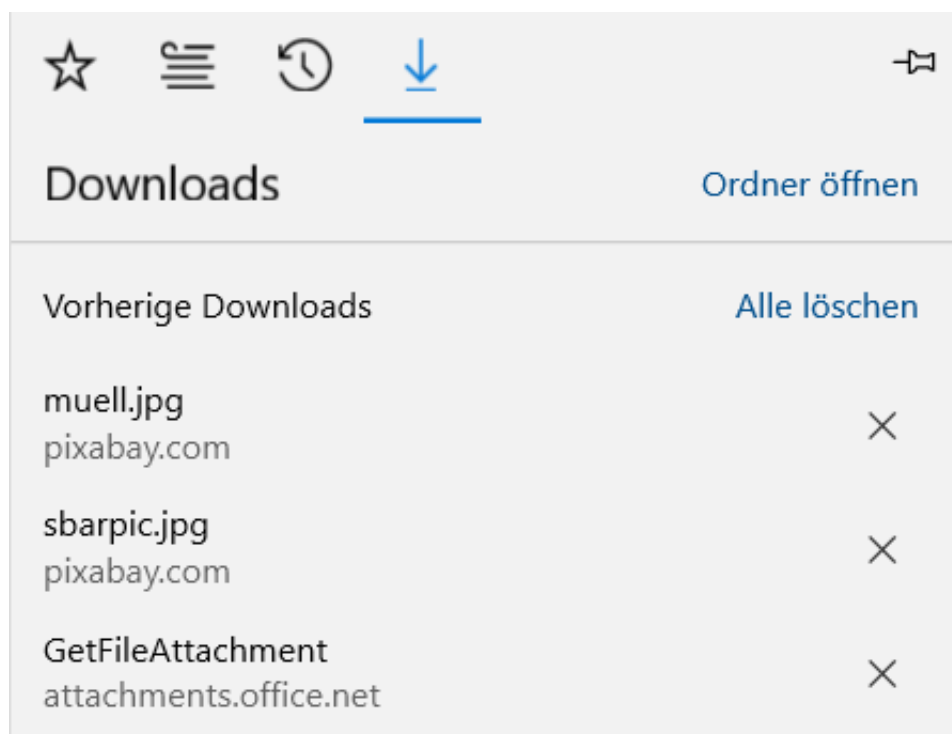 Downloads
Ordner öffnen
Vorherige Downloads
Alle löschen
muell.jpg
pixabay.com
sbarpic.jpg
pixabay.com
GetFileAttachment
attachments.office.net